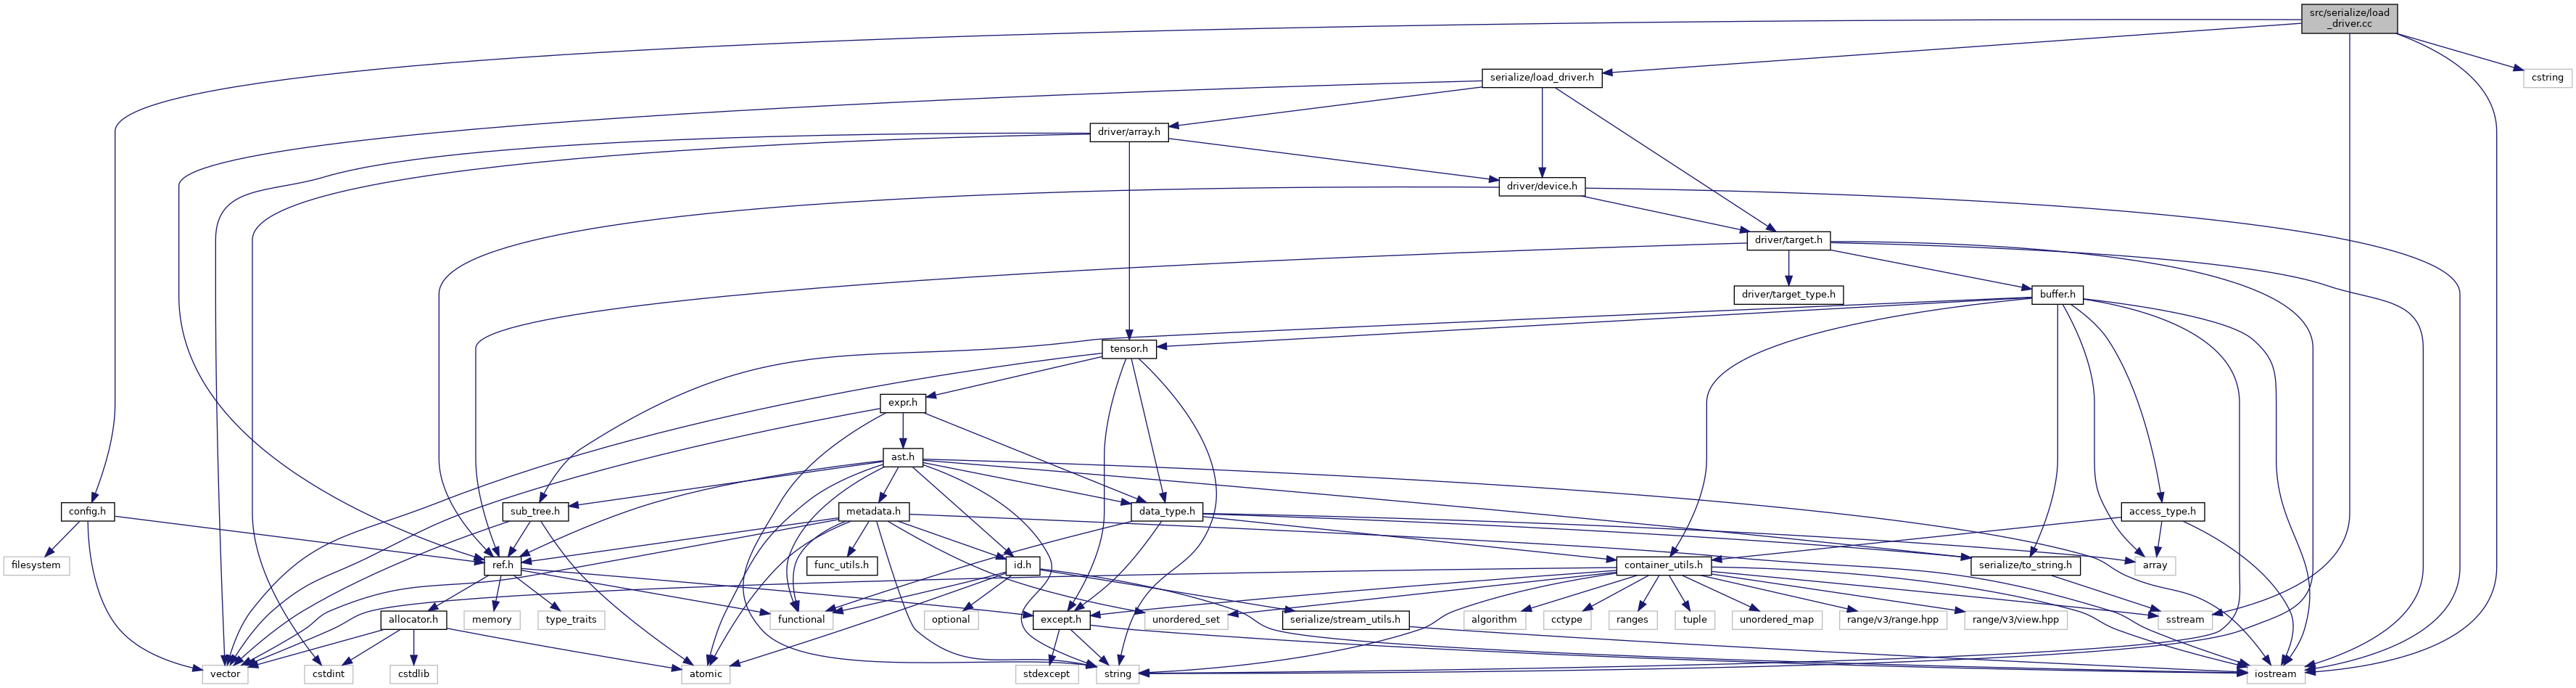 src/serialize/load
_driver.cc
serialize/load_driver.h
cstring
driver/array.h
driver/device.h
driver/target.h
driver/target_type.h
buffer.h
tensor.h
expr.h
ast.h
config.h
sub_tree.h
metadata.h
data_type.h
access_type.h
filesystem
ref.h
func_utils.h
id.h
container_utils.h
serialize/to_string.h
array
allocator.h
memory
type_traits
functional
optional
except.h
unordered_set
serialize/stream_utils.h
algorithm
cctype
ranges
tuple
unordered_map
range/v3/range.hpp
range/v3/view.hpp
sstream
vector
cstdint
cstdlib
atomic
stdexcept
string
iostream